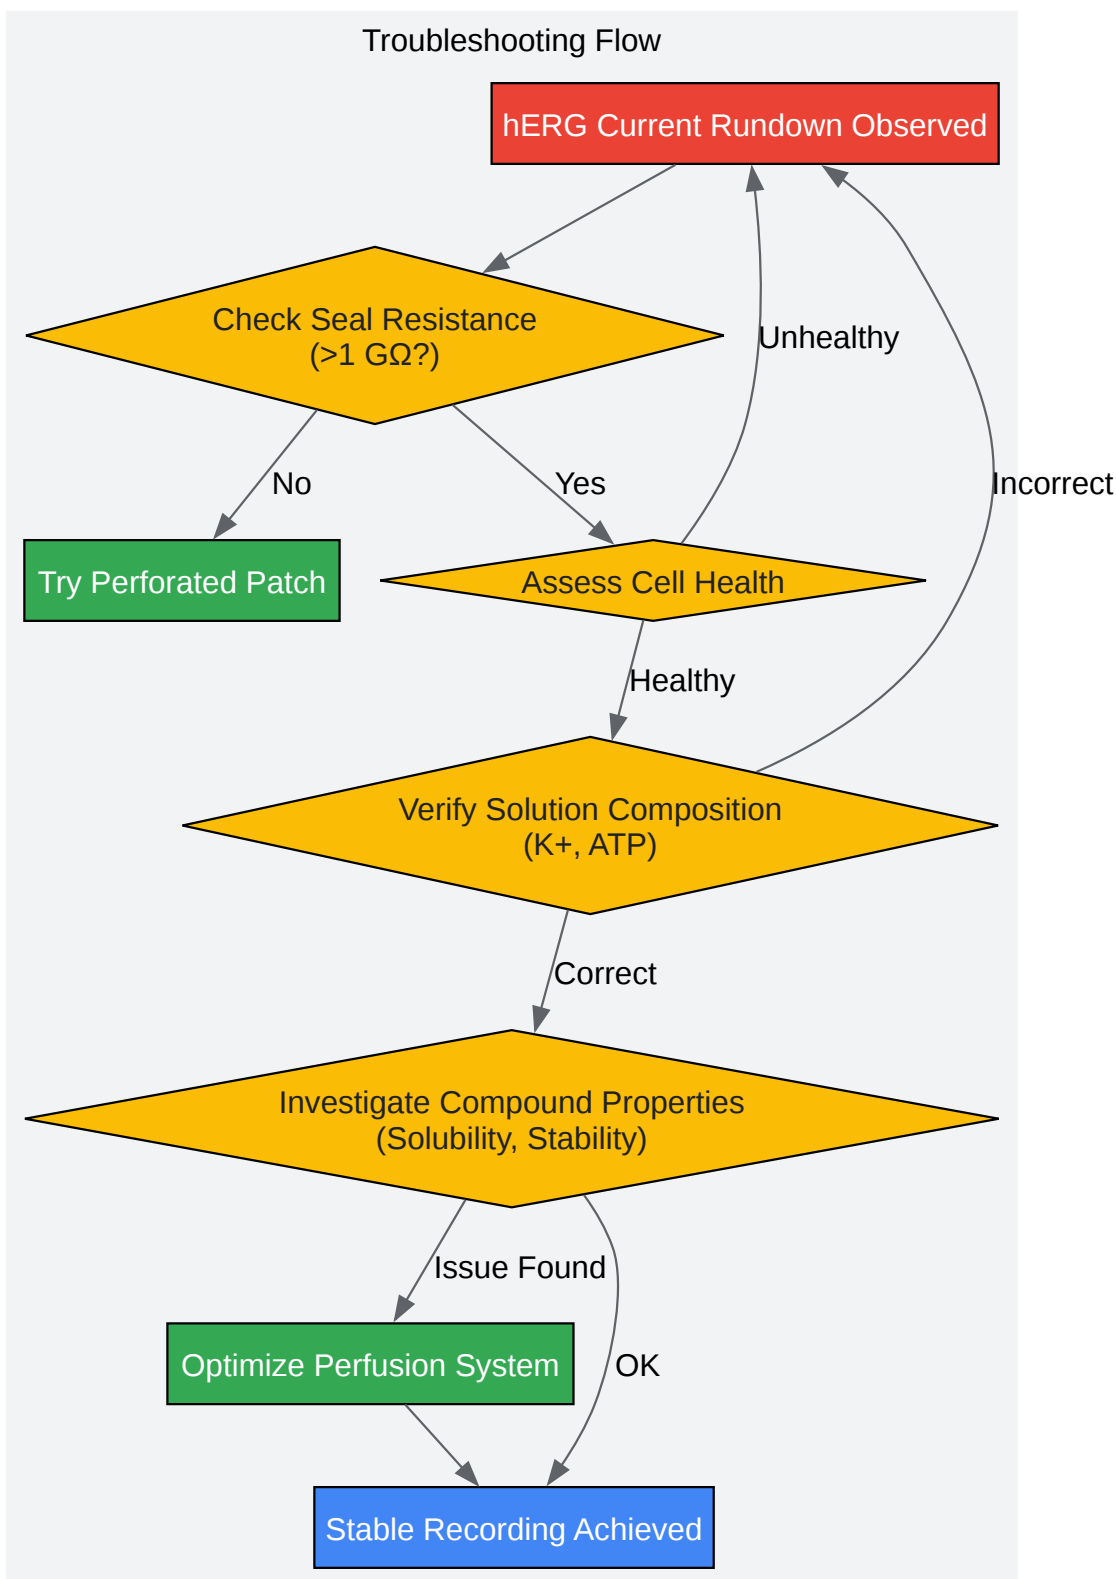 Troubleshooting Flow
hERG Current Rundown Observed
Check Seal Resistance
(>1 GΩ?)
Unhealthy
No
Yes
Incorrect
Try Perforated Patch
Assess Cell Health
Healthy
Verify Solution Composition
(K+, ATP)
Correct
Investigate Compound Properties
(Solubility, Stability)
Issue Found
Optimize Perfusion System
OK
Stable Recording Achieved